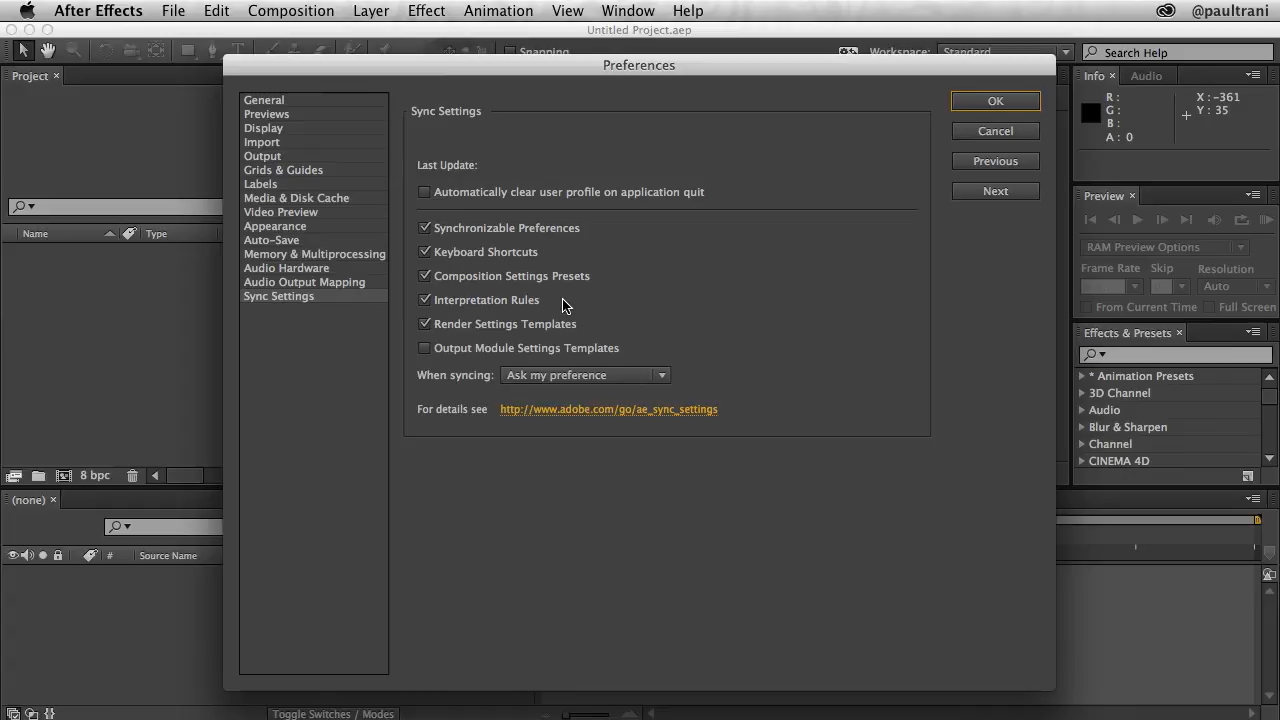 After Effects File Edit Composition Layer Effect Animation View Window Help @paultrani
Untitled Project.aep
Snapping Workspace: Standard Search Help
Project
Preferences
Info Audio
R: X: -361
G: Y: 35
B:
A: 0
General
Previews
Display
Import
Output
Grids & Guides
Labels
Media & Disk Cache
Video Preview
Appearance
Auto-Save
Memory & Multiprocessing
Audio Hardware
Audio Output Mapping
Sync Settings
Sync Settings
Last Update:
Automatically clear user profile on application quit
Synchronizable Preferences
Keyboard Shortcuts
Composition Settings Presets
Interpretation Rules
Render Settings Templates
Output Module Settings Templates
When syncing: Ask my preference
For details see http://www.adobe.com/go/ae_sync_settings
OK
Cancel
Previous
Next
Preview
RAM Preview Options
Frame Rate Skip Resolution
Auto
From Current Time Full Screen
Effects & Presets
* Animation Presets
3D Channel
Audio
Blur & Sharpen
Channel
CINEMA 4D
Name Type
8 bpc
(none)
# Source Name
Toggle Switches / Modes